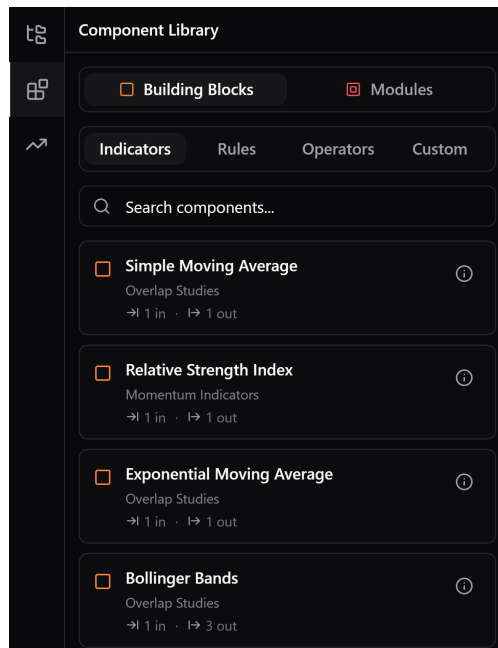 Component Library
Building Blocks
Modules
Indicators
Rules
Operators
Custom
Search components...
Simple Moving Average
Overlap Studies
1 in · 1 out
Relative Strength Index
Momentum Indicators
1 in · 1 out
Exponential Moving Average
Overlap Studies
1 in · 1 out
Bollinger Bands
Overlap Studies
1 in · 3 out